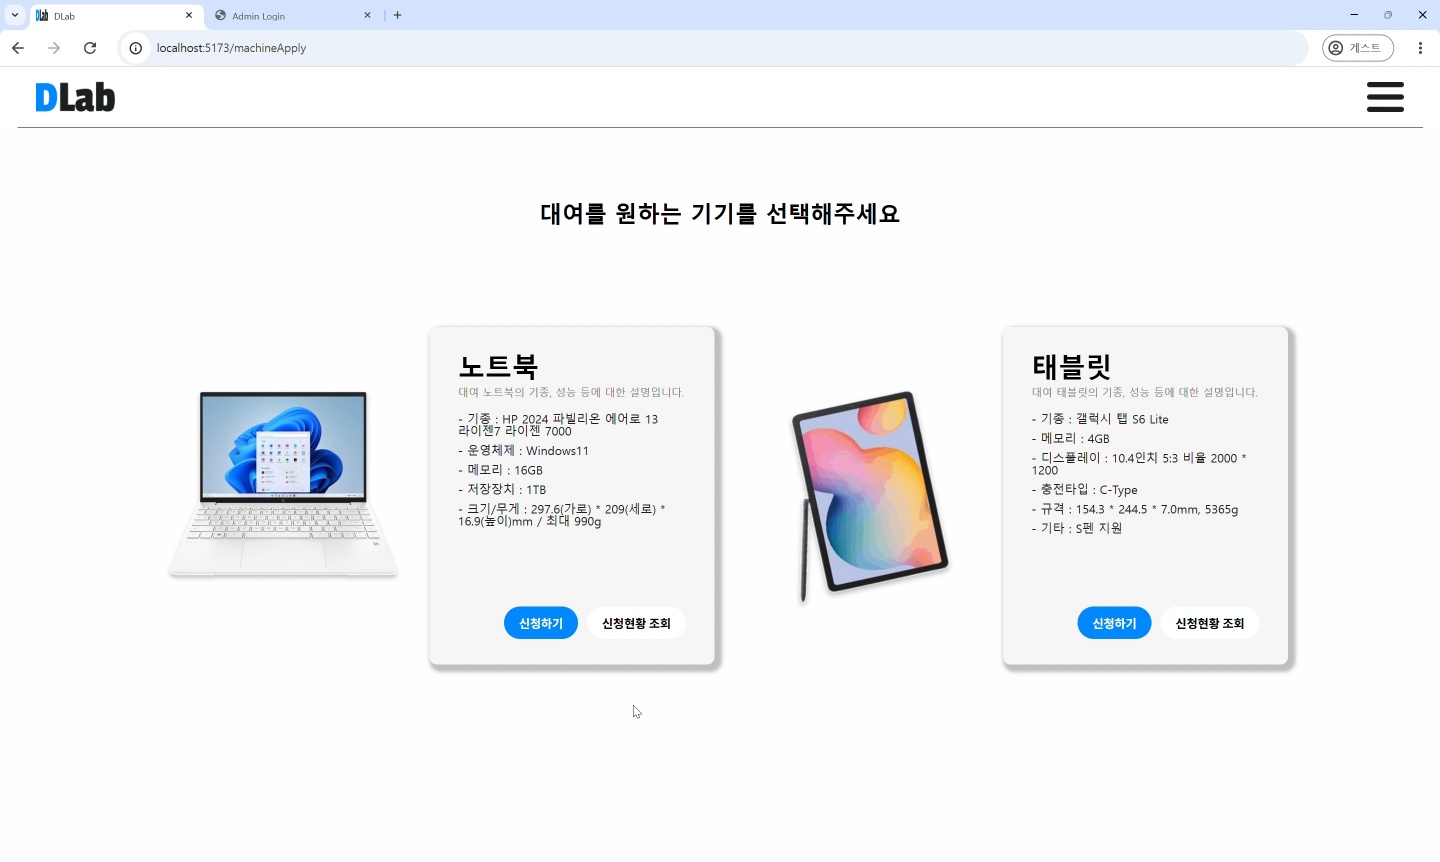 DLab
Admin Login
localhost:5173/machineApply
게스트
DLab
대여를 원하는 기기를 선택해주세요
노트북
대여 노트북의 기종, 성능 등에 대한 설명입니다.
- 기종 : HP 2024 파빌리온 에어로 13
라이젠7 라이젠 7000
- 운영체제 : Windows11
- 메모리 : 16GB
- 저장장치 : 1TB
- 크기/무게 : 297.6(가로) * 209(세로) *
16.9(높이)mm / 최대 990g
신청하기
신청현황 조회
태블릿
대여 태블릿의 기종, 성능 등에 대한 설명입니다.
- 기종 : 갤럭시 탭 S6 Lite
- 메모리 : 4GB
- 디스플레이 : 10.4인치 5:3 비율 2000 *
1200
- 충전타입 : C-Type
- 규격 : 154.3 * 244.5 * 7.0mm, 5365g
- 기타 : S펜 지원
신청하기
신청현황 조회